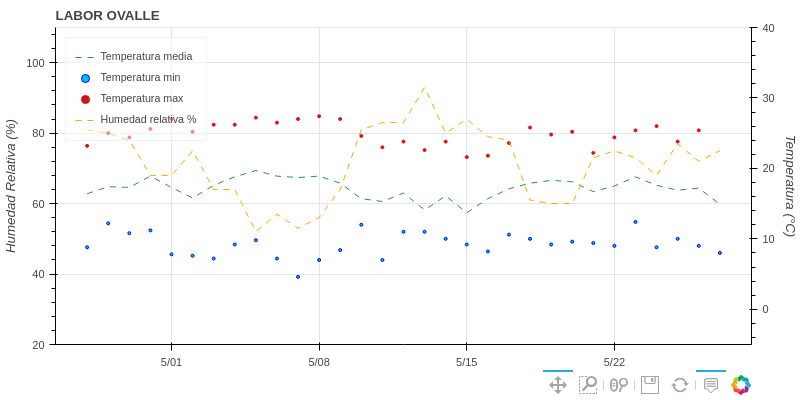 LABOR OVALLE
Temperatura media
Temperatura min
Temperatura max
Humedad relativa %
Humedad Relativa (%)
100
80
60
40
20
40
30
20
10
0
Temperatura (°C)
5/01
5/08
5/15
5/22